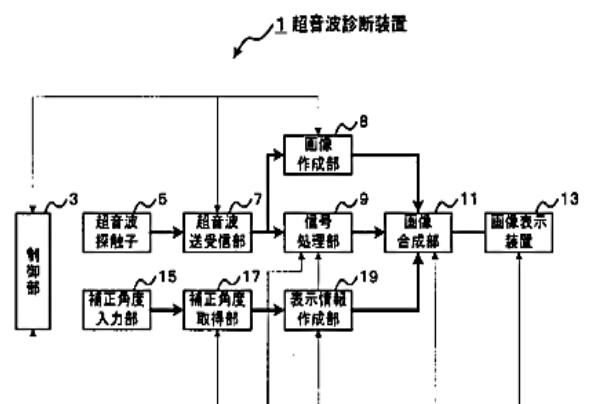 1 超音波診断装置
8
画像
作成部
3
制御部
5
超音波
探触子
7
超音波
送受信部
9
信号
処理部
11
画像
合成部
13
画像表示
装置
15
補正角度
入力部
17
補正角度
取得部
19
表示情報
作成部